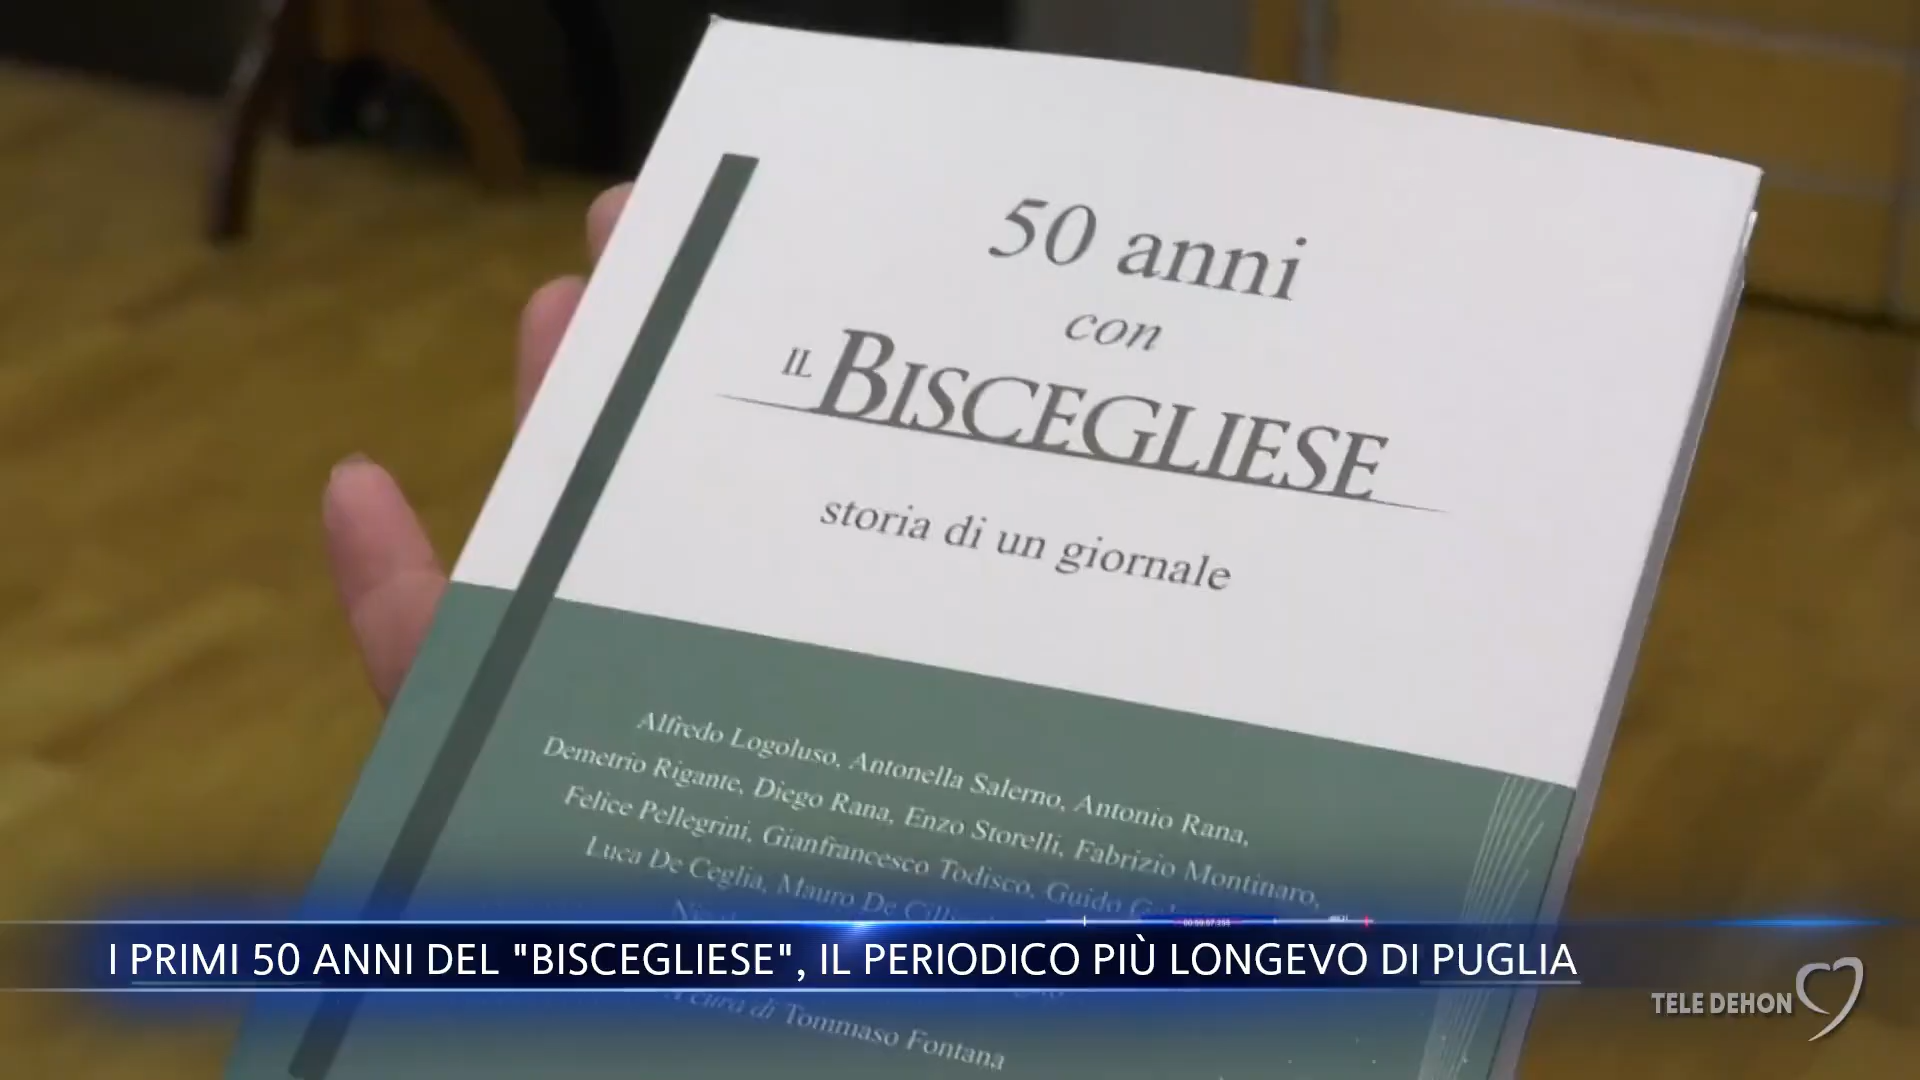 50 anni
con
IL BISCEGLIESE
storia di un giornale
Alfredo Logoluso, Antonella Salerno, Antonio Rana,
Demetrio Rigante, Diego Rana, Enzo Storelli, Fabrizio Montinaro,
Felice Pellegrini, Gianfrancesco Todisco, Guido
Luca De Ceglia, Mauro De
I PRIMI 50 ANNI DEL "BISCEGLIESE", IL PERIODICO PIÙ LONGEVO DI PUGLIA
A cura di Tommaso Fontana
TELE DEHON